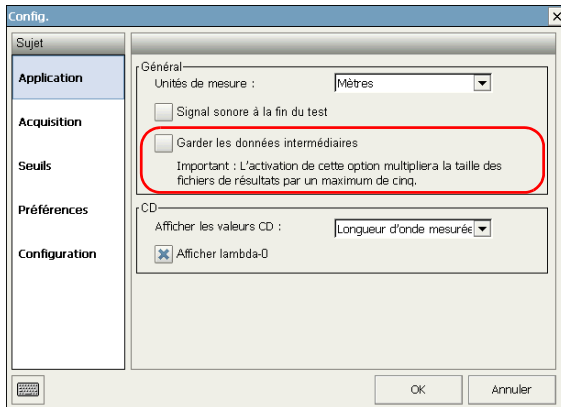 Config.
Sujet
Application
Acquisition
Seuils
Préférences
Configuration
Général
Unités de mesure :
Mètres
Signal sonore à la fin du test
Garder les données intermédiaires
Important : L'activation de cette option multipliera la taille des
fichiers de résultats par un maximum de cinq.
CD
Afficher les valeurs CD :
Longueur d'onde mesurée
Afficher lambda-0
OK
Annuler